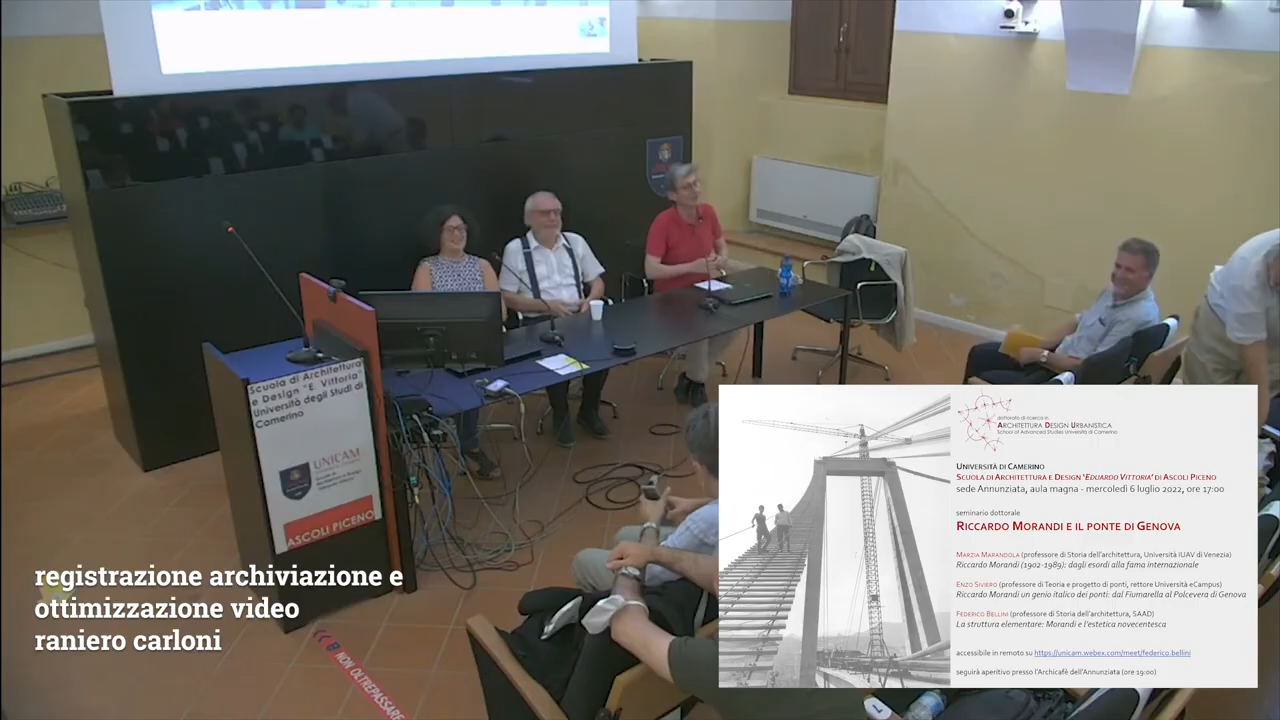 Scuola di Architettura
e Design "E. Vittoria"
Università degli Studi di
Camerino
UNICAM
ASCOLI PICENO
NON OLTREPASSARE
registrazione archiviazione e
ottimizzazione video
raniero carloni
dottorato di ricerca in
ARCHITETTURA DESIGN URBANISTICA
School of Advanced Studies Università di Camerino
UNIVERSITÀ DI CAMERINO
SCUOLA DI ARCHITETTURA E DESIGN 'EDUARDO VITTORIA' DI ASCOLI PICENO
sede Annunziata, aula magna - mercoledì 6 luglio 2022, ore 17:00
seminario dottorale
RICCARDO MORANDI E IL PONTE DI GENOVA
MARZIA MARANDOLA (professore di Storia dell'architettura, Università IUAV di Venezia)
Riccardo Morandi (1902-1989): dagli esordi alla fama internazionale
ENZO SIVIERO (professore di Teoria e progetto di ponti, rettore Università eCampus)
Riccardo Morandi un genio italico dei ponti: dal Fiumarella al Polcevera di Genova
FEDERICO BELLINI (professore di Storia dell'architettura, SAAD)
La struttura elementare: Morandi e l'estetica novecentesca
accessibile in remoto su https://unicam.webex.com/meet/federico.bellini
seguirà aperitivo presso l'Archicafè dell'Annunziata (ore 19:00)